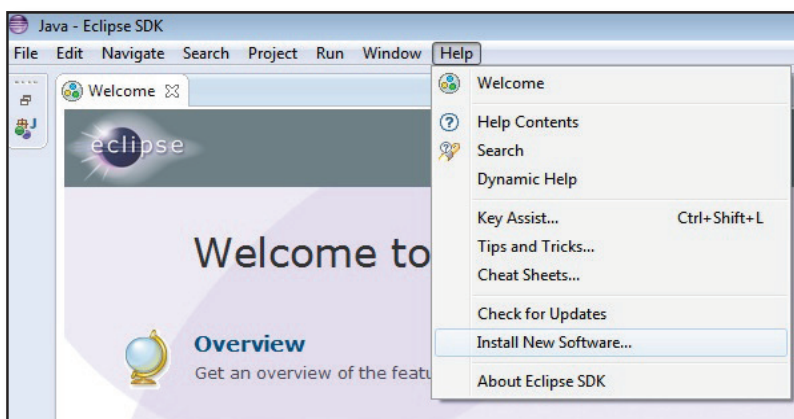 Java - Eclipse SDK
File Edit Navigate Search Project Run Window Help
Welcome
eclipse
Welcome to
Overview
Get an overview of the featu
Welcome
Help Contents
Search
Dynamic Help
Key Assist... Ctrl+Shift+L
Tips and Tricks...
Cheat Sheets...
Check for Updates
Install New Software...
About Eclipse SDK